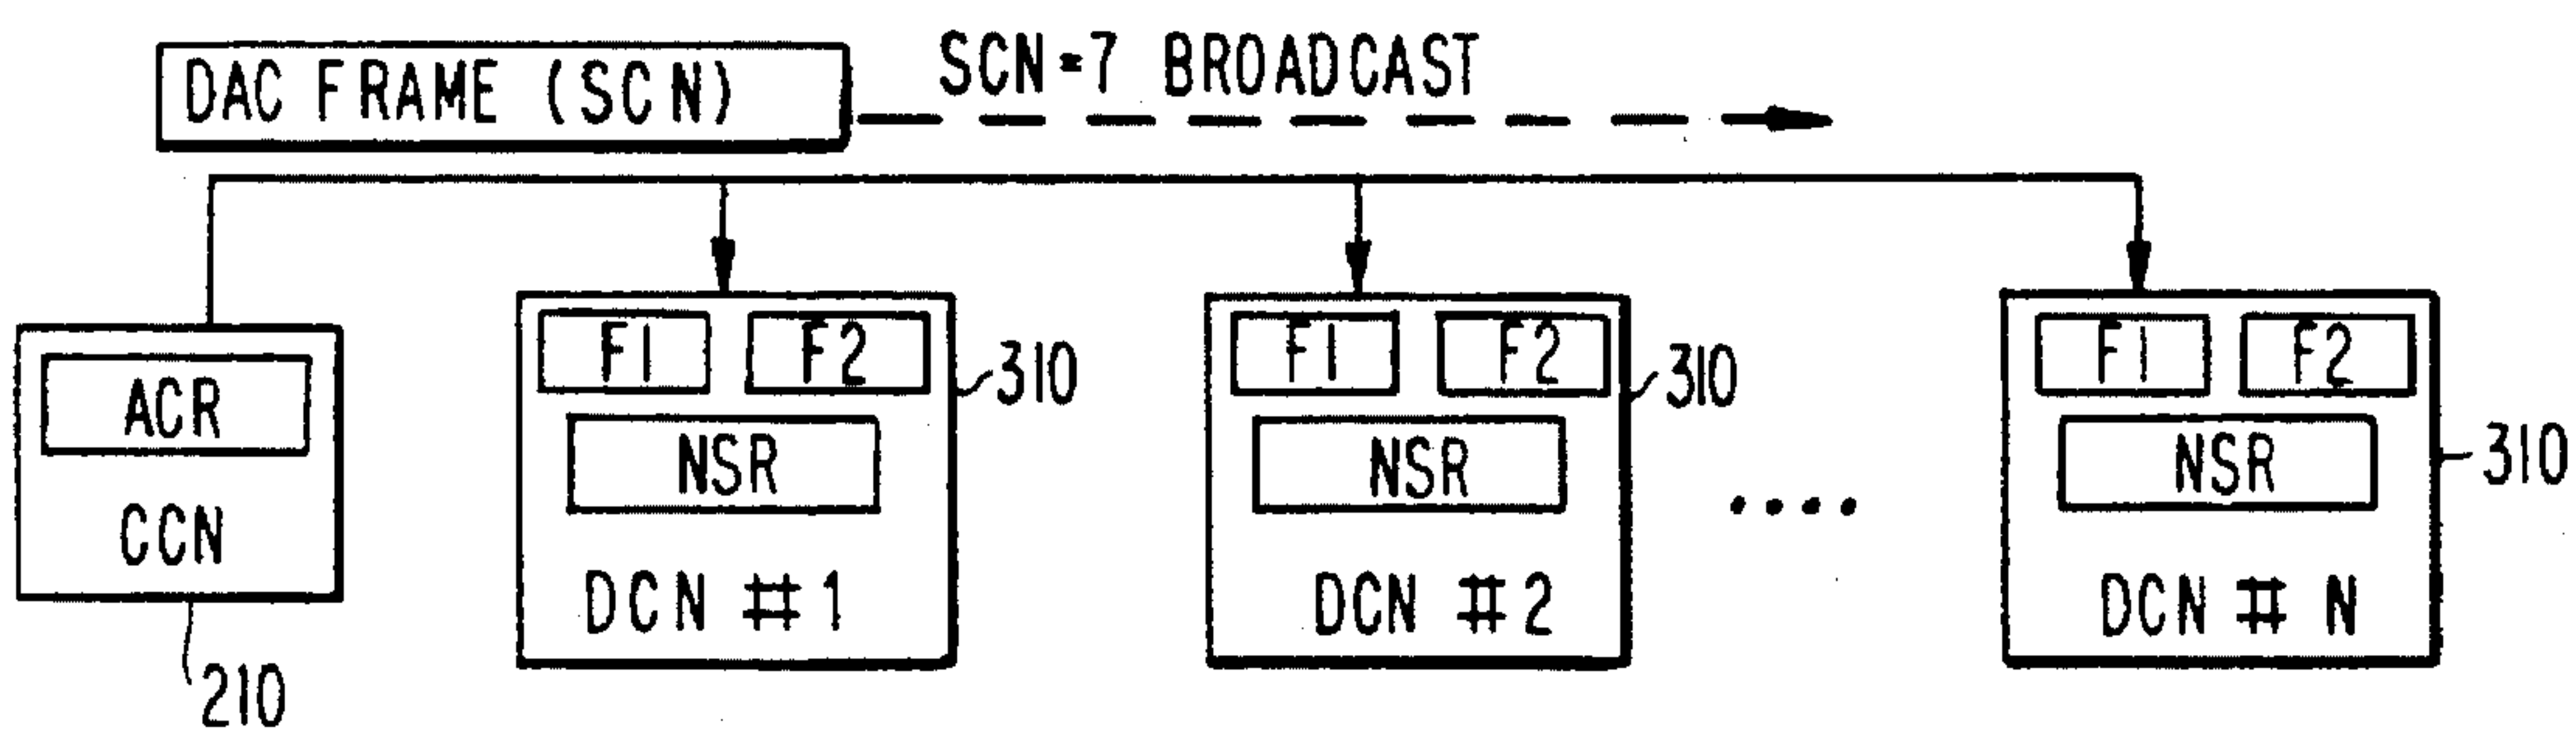 DAC FRAME (SCN)
SCN=7 BROADCAST
F1 F2
310
F1 F2
310
F1 F2
310
ACR
NSR
NSR
NSR
CCN
....
DCN #1
DCN #2
DCN # N
210